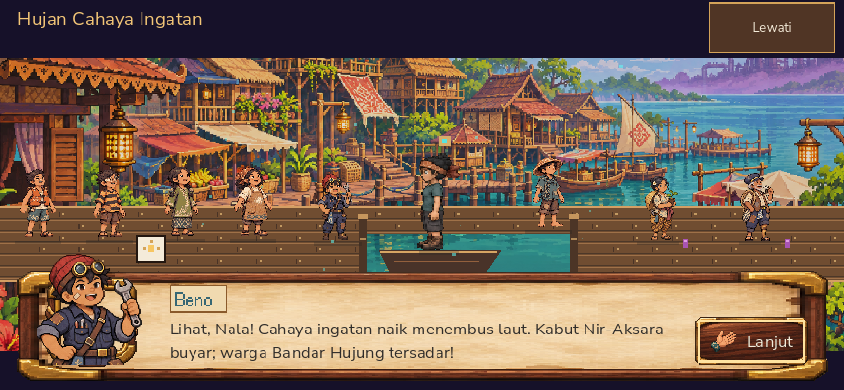 Hujan Cahaya Ingatan
Lewati
Beno
Lihat, Nala! Cahaya ingatan naik menembus laut. Kabut Nir-Aksara
buyar; warga Bandar Hujung tersadar!
Lanjut